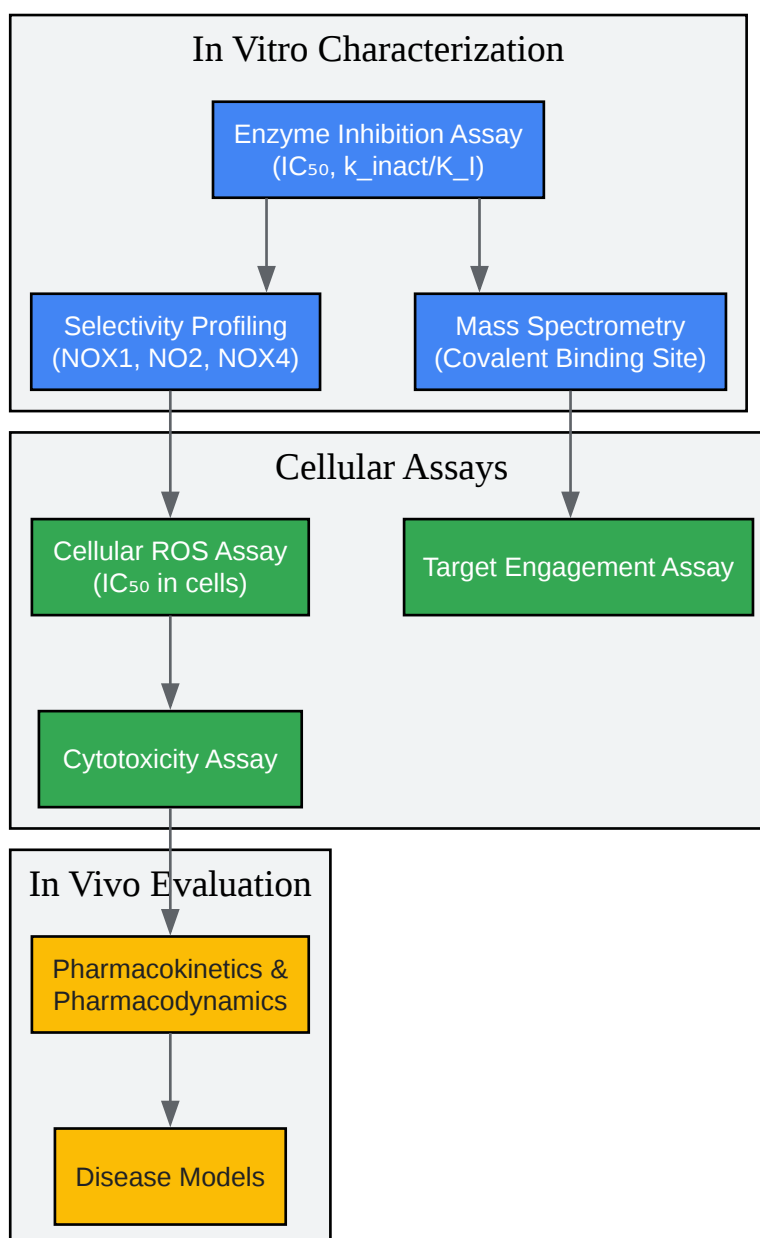 In Vitro Characterization
Enzyme Inhibition Assay
(IC₅₀, k_inact/K_I)
Selectivity Profiling
(NOX1, NO2, NOX4)
Mass Spectrometry
(Covalent Binding Site)
Cellular Assays
Cellular ROS Assay
(IC₅₀ in cells)
Target Engagement Assay
Cytotoxicity Assay
In Vivo Evaluation
Pharmacokinetics &
Pharmacodynamics
Disease Models